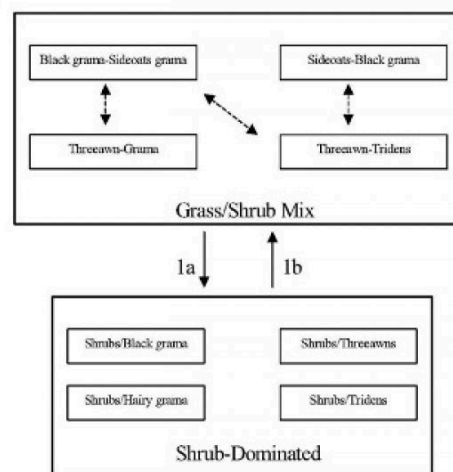 Black grama-Sideoats grama
Sideoats-Black grama
Threeawn-Grama
Threeawn-Tridens
Grass/Shrub Mix
1a
1b
Shrubs/Black grama
Shrubs/Threeawns
Shrubs/Hairy grama
Shrubs/Tridens
Shrub-Dominated